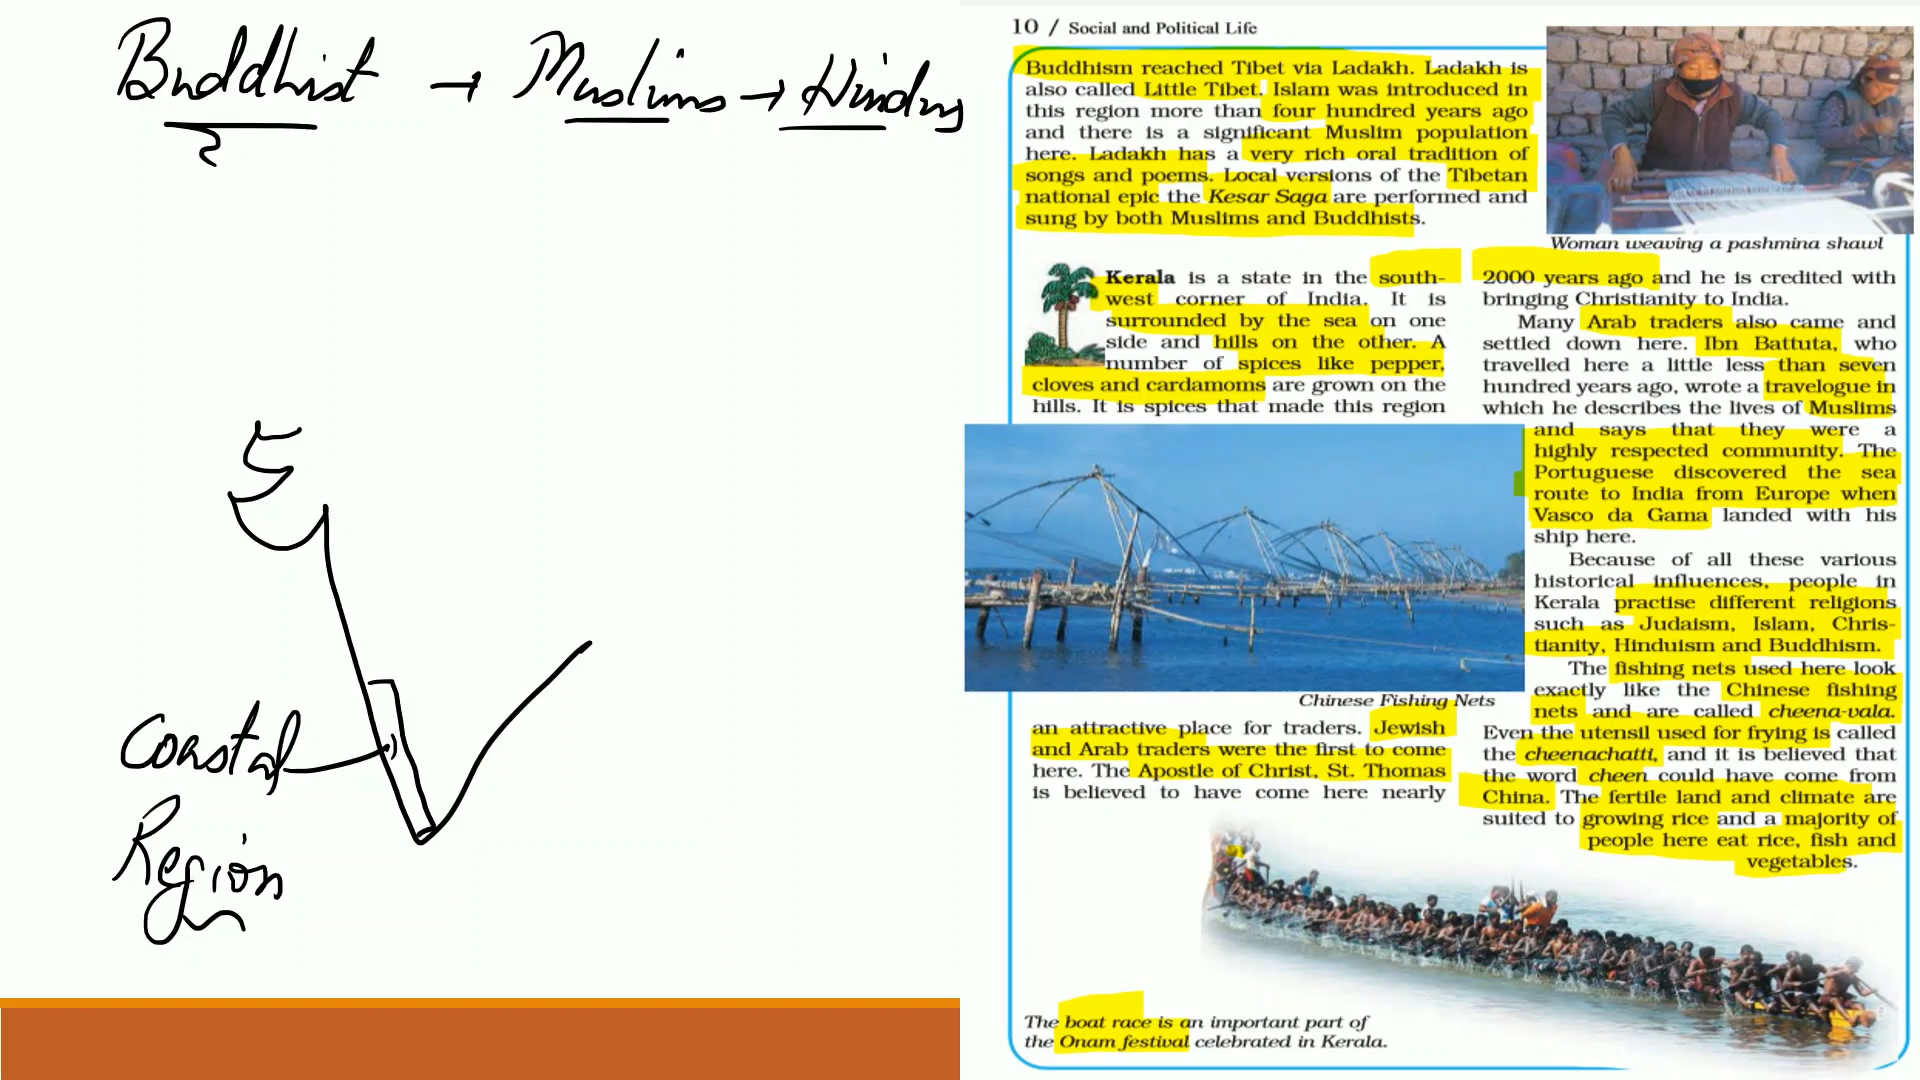 Buddhist → Muslims → Hindus
Coastal
Region
10 / Social and Political Life
Buddhism reached Tibet via Ladakh. Ladakh is
also called Little Tibet. Islam was introduced in
this region more than four hundred years ago
and there is a significant Muslim population
here. Ladakh has a very rich oral tradition of
songs and poems. Local versions of the Tibetan
national epic the Kesar Saga are performed and
sung by both Muslims and Buddhists.
Woman weaving a pashmina shawl
Kerala is a state in the south-
west corner of India. It is
surrounded by the sea on one
side and hills on the other. A
number of spices like pepper,
cloves and cardamoms are grown on the
hills. It is spices that made this region
Chinese Fishing Nets
an attractive place for traders. Jewish
and Arab traders were the first to come
here. The Apostle of Christ, St. Thomas
is believed to have come here nearly
2000 years ago and he is credited with
bringing Christianity to India.
Many Arab traders also came and
settled down here. Ibn Battuta, who
travelled here a little less than seven
hundred years ago, wrote a travelogue in
which he describes the lives of Muslims
and says that they were a
highly respected community. The
Portuguese discovered the sea
route to India from Europe when
Vasco da Gama landed with his
ship here.
Because of all these various
historical influences, people in
Kerala practise different religions
such as Judaism, Islam, Chris-
tianity, Hinduism and Buddhism.
The fishing nets used here look
exactly like the Chinese fishing
nets and are called cheena-vala.
Even the utensil used for frying is called
the cheenachatti, and it is believed that
the word cheen could have come from
China. The fertile land and climate are
suited to growing rice and a majority of
people here eat rice, fish and
vegetables.
The boat race is an important part of
the Onam festival celebrated in Kerala.